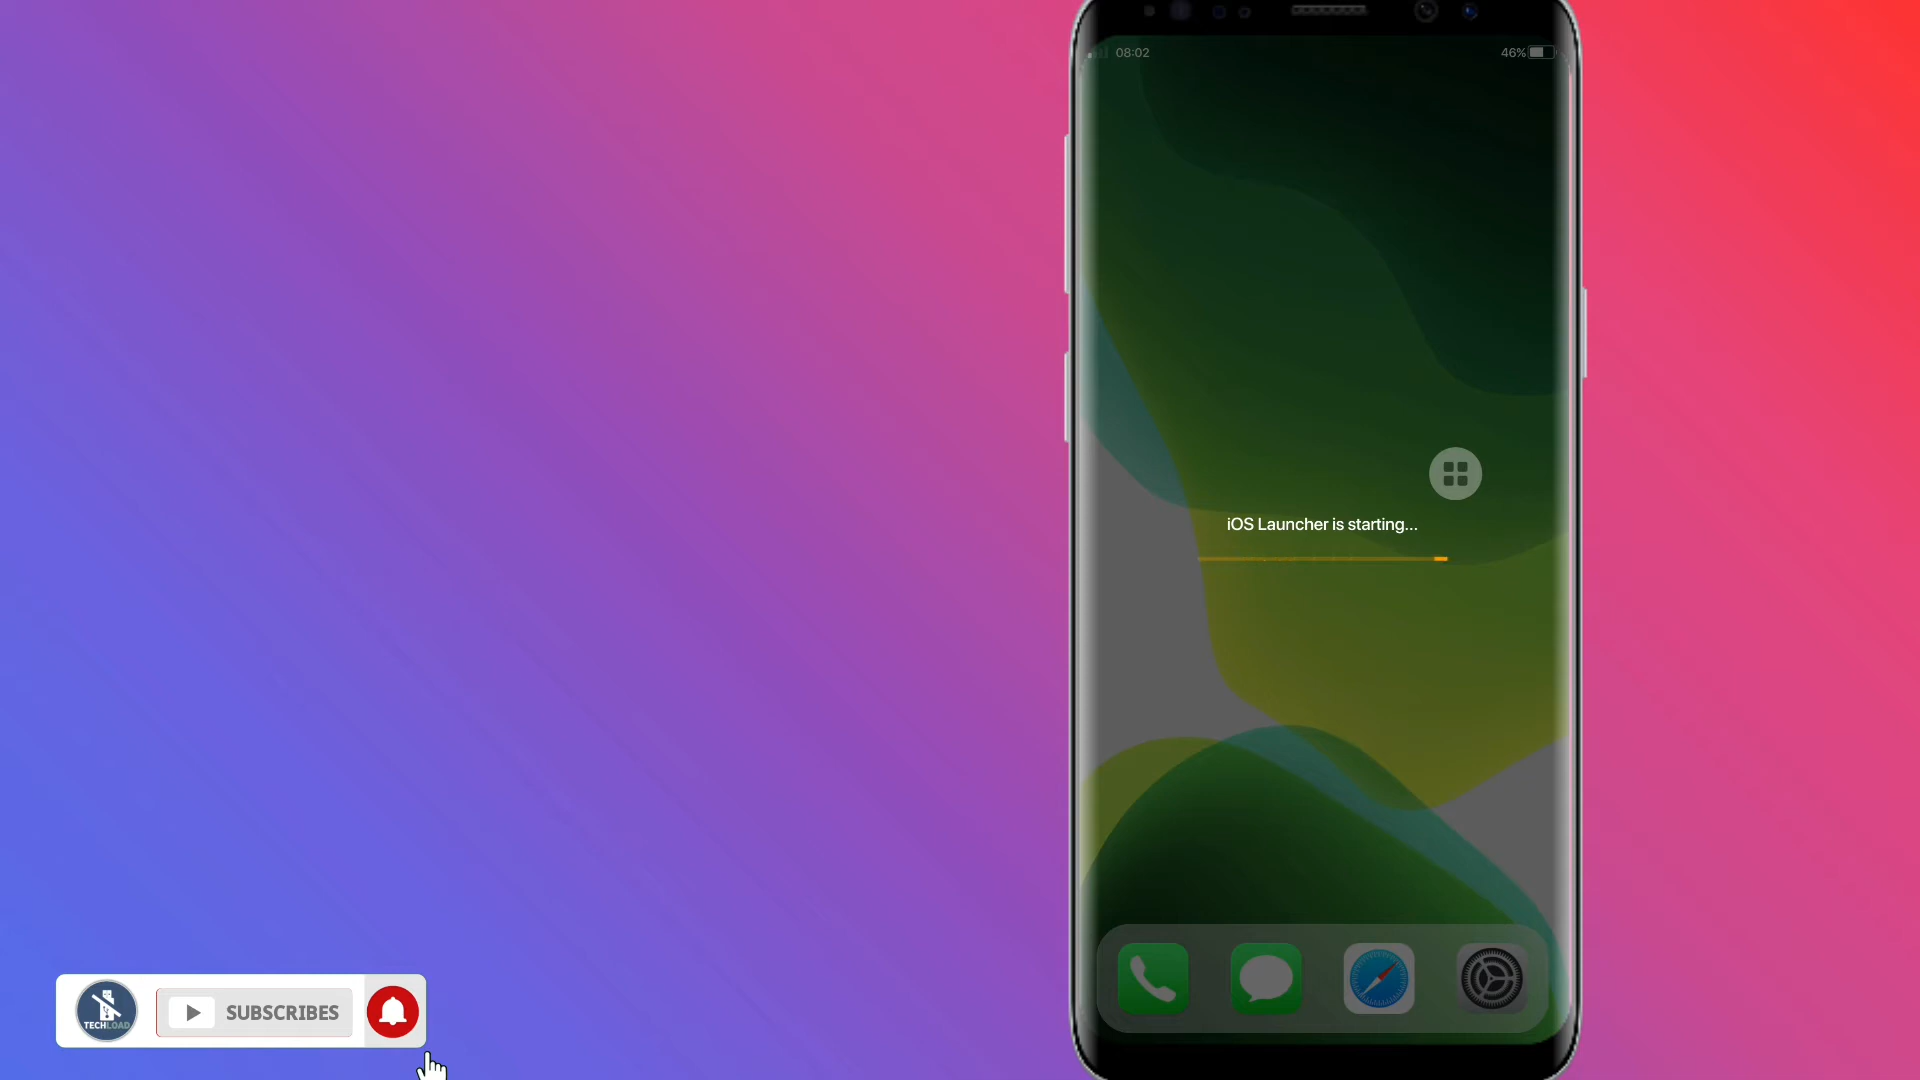 08:02
46%
iOS Launcher is starting...
TECHLOAD
SUBSCRIBES